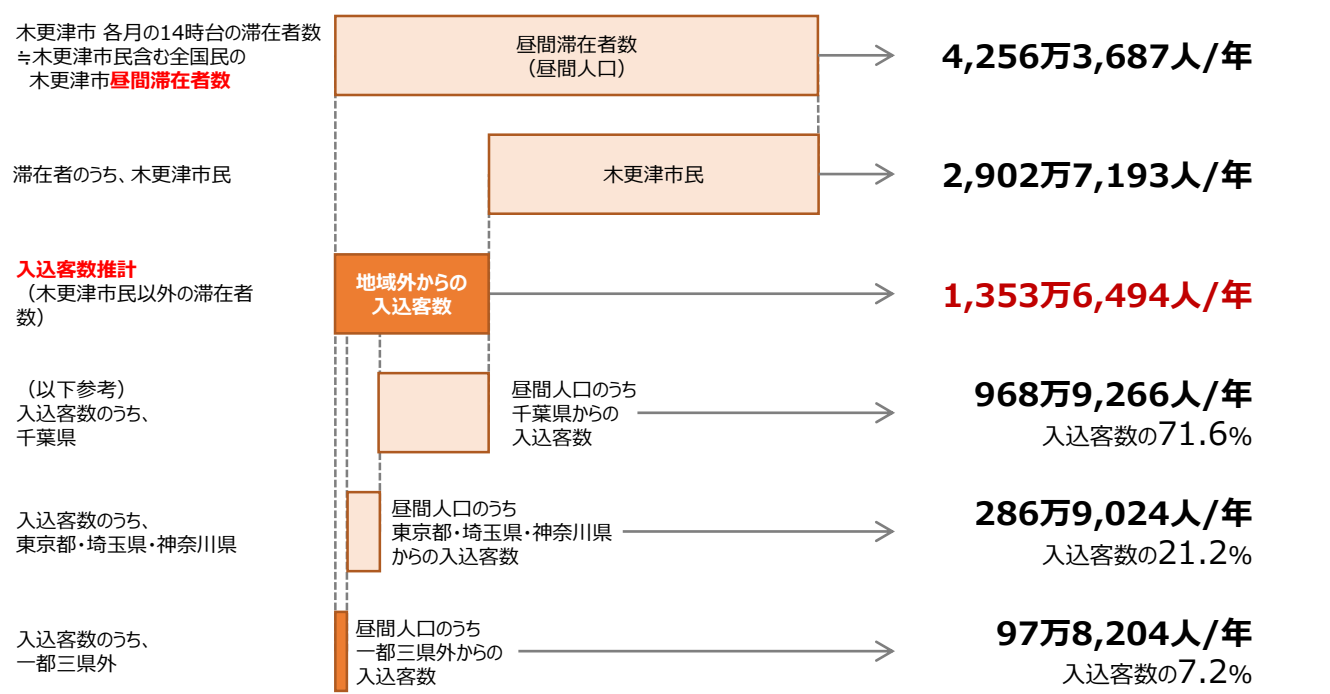 木更津市 各月の14時台の滞在者数
≒木更津市民含む全国民の
木更津市昼間滞在者数
昼間滞在者数
（昼間人口）
4,256万3,687人/年
滞在者のうち、木更津市民
木更津市民
2,902万7,193人/年
入込客数推計
（木更津市民以外の滞在者
数）
地域外からの
入込客数
1,353万6,494人/年
（以下参考）
入込客数のうち、
千葉県
昼間人口のうち
千葉県からの
入込客数
968万9,266人/年
入込客数の71.6%
入込客数のうち、
東京都・埼玉県・神奈川県
昼間人口のうち
東京都・埼玉県・神奈川県
からの入込客数
286万9,024人/年
入込客数の21.2%
入込客数のうち、
一都三県外
昼間人口のうち
一都三県外からの
入込客数
97万8,204人/年
入込客数の7.2%